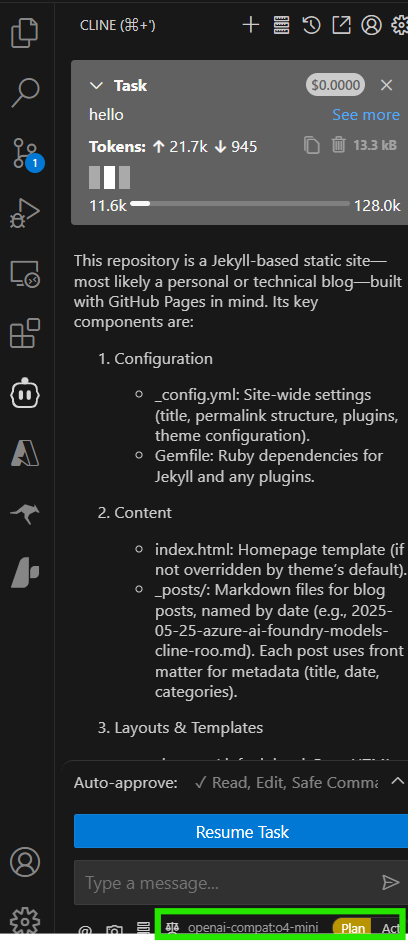 CLINE (⌘+')
Task
$0.0000
hello
See more
Tokens: ↑ 21.7k ↓ 945
13.3 kB
11.6k
128.0k
1
This repository is a Jekyll-based static site—
most likely a personal or technical blog—built
with GitHub Pages in mind. Its key
components are:
1. Configuration
_config.yml: Site-wide settings
(title, permalink structure, plugins,
theme configuration).
Gemfile: Ruby dependencies for
Jekyll and any plugins.
2. Content
index.html: Homepage template (if
not overridden by theme's default).
_posts/: Markdown files for blog
posts, named by date (e.g., 2025-
05-25-azure-ai-foundry-models-
cline-roo.md). Each post uses front
matter for metadata (title, date,
categories).
3. Layouts & Templates
Auto-approve: ✓ Read, Edit, Safe Comma
Resume Task
Type a message...
@
openai-compat:o4-mini
Plan
Act